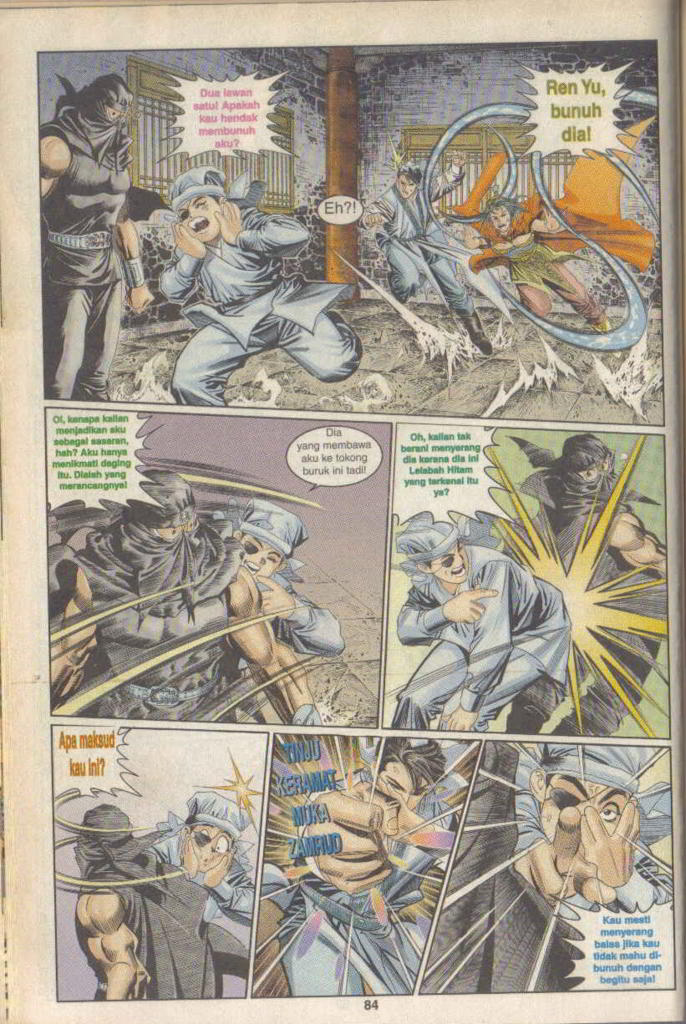 Dua lawan
satu! Apakah
kau hendak
membunuh
aku?
Eh?!
Ren Yu,
bunuh
dia!
Oi, kenapa kalian
menjadikan aku
sebagai sasaran,
hah? Aku hanya
menikmati daging
itu. Dialah yang
merancangnya!
Dia
yang membawa
aku ke tokong
buruk ini tadi!
Oh, kalian tak
berani menyerang
dia kerana dia ini
Lelabah Hitam
yang terkenal itu
ya?
Apa maksud
kau ini?
TINJU
KERAMAT
MUKA
ZAMRUD
Kau mesti
menyerang
balas jika kau
tidak mahu di-
bunuh dengan
begitu saja!
84